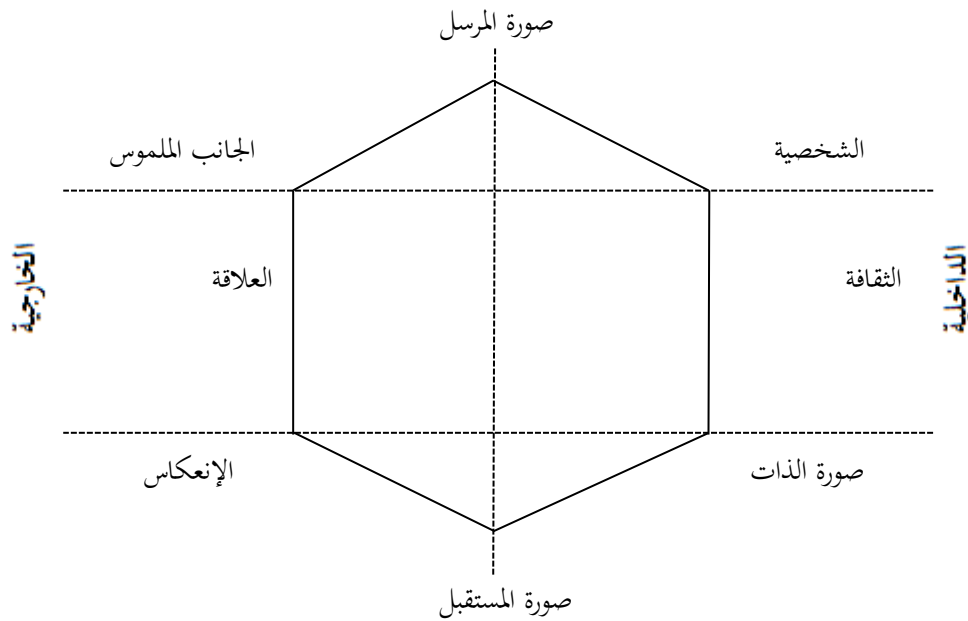 صورة المرسل
الشخصية
الجانب الملموس
الداخلية
الثقافة
العلاقة
الخارجية
صورة الذات
الإنعكاس
صورة المستقبل